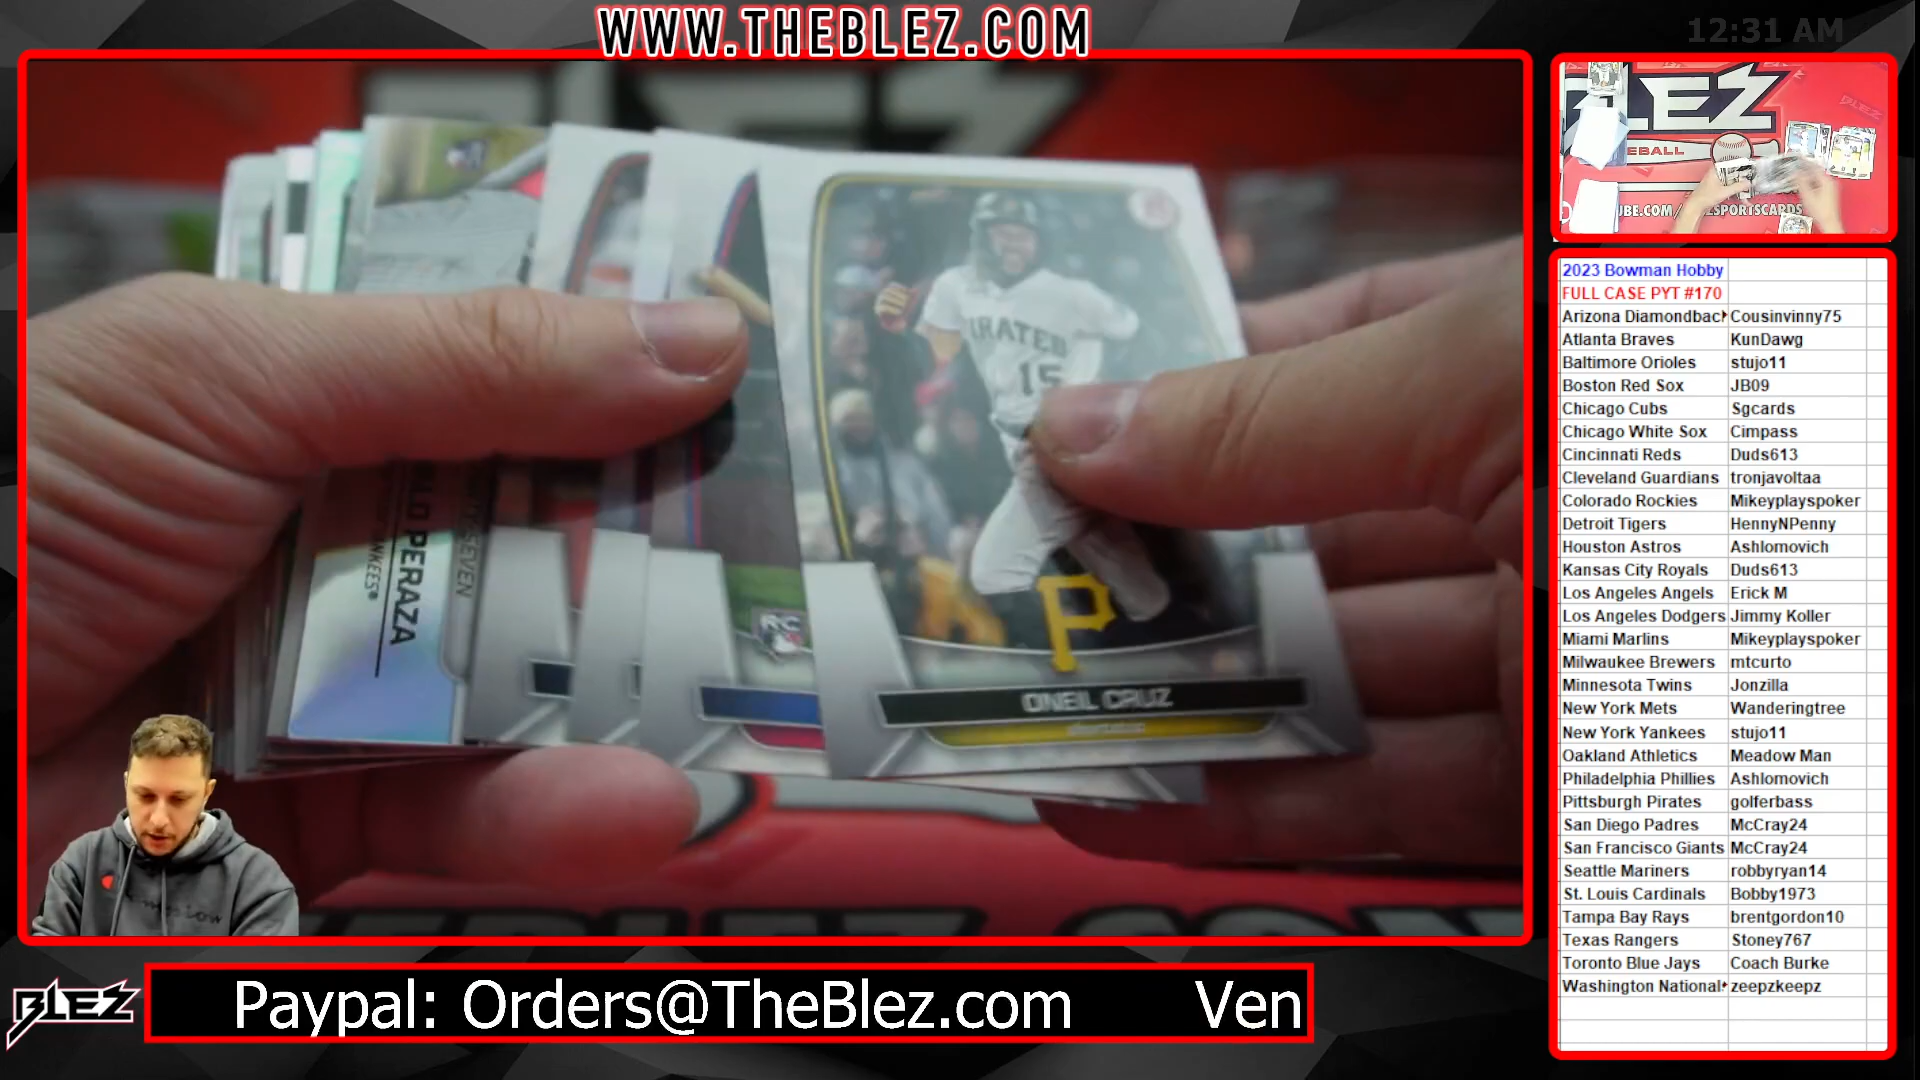 WWW.THEBLEZ.COM
12:31 AM
PIRATES
15
P
RC
ONEIL CRUZ
PERAZA
BLEZ
Paypal: Orders@TheBlez.com Ven
2023 Bowman Hobby
FULL CASE PYT #170
Arizona Diamondbac Cousinvinny75
Atlanta Braves KunDawg
Baltimore Orioles stujo11
Boston Red Sox JB09
Chicago Cubs Sgcards
Chicago White Sox Cimpass
Cincinnati Reds Duds613
Cleveland Guardians tronjavoltaa
Colorado Rockies Mikeyplayspoker
Detroit Tigers HennyNPenny
Houston Astros Ashlomovich
Kansas City Royals Duds613
Los Angeles Angels Erick M
Los Angeles Dodgers Jimmy Koller
Miami Marlins Mikeyplayspoker
Milwaukee Brewers mtcurto
Minnesota Twins Jonzilla
New York Mets Wanderingtree
New York Yankees stujo11
Oakland Athletics Meadow Man
Philadelphia Phillies Ashlomovich
Pittsburgh Pirates golferbass
San Diego Padres McCray24
San Francisco Giants McCray24
Seattle Mariners robbyryan14
St. Louis Cardinals Bobby1973
Tampa Bay Rays brentgordon10
Texas Rangers Stoney767
Toronto Blue Jays Coach Burke
Washington National zeepzkeepz